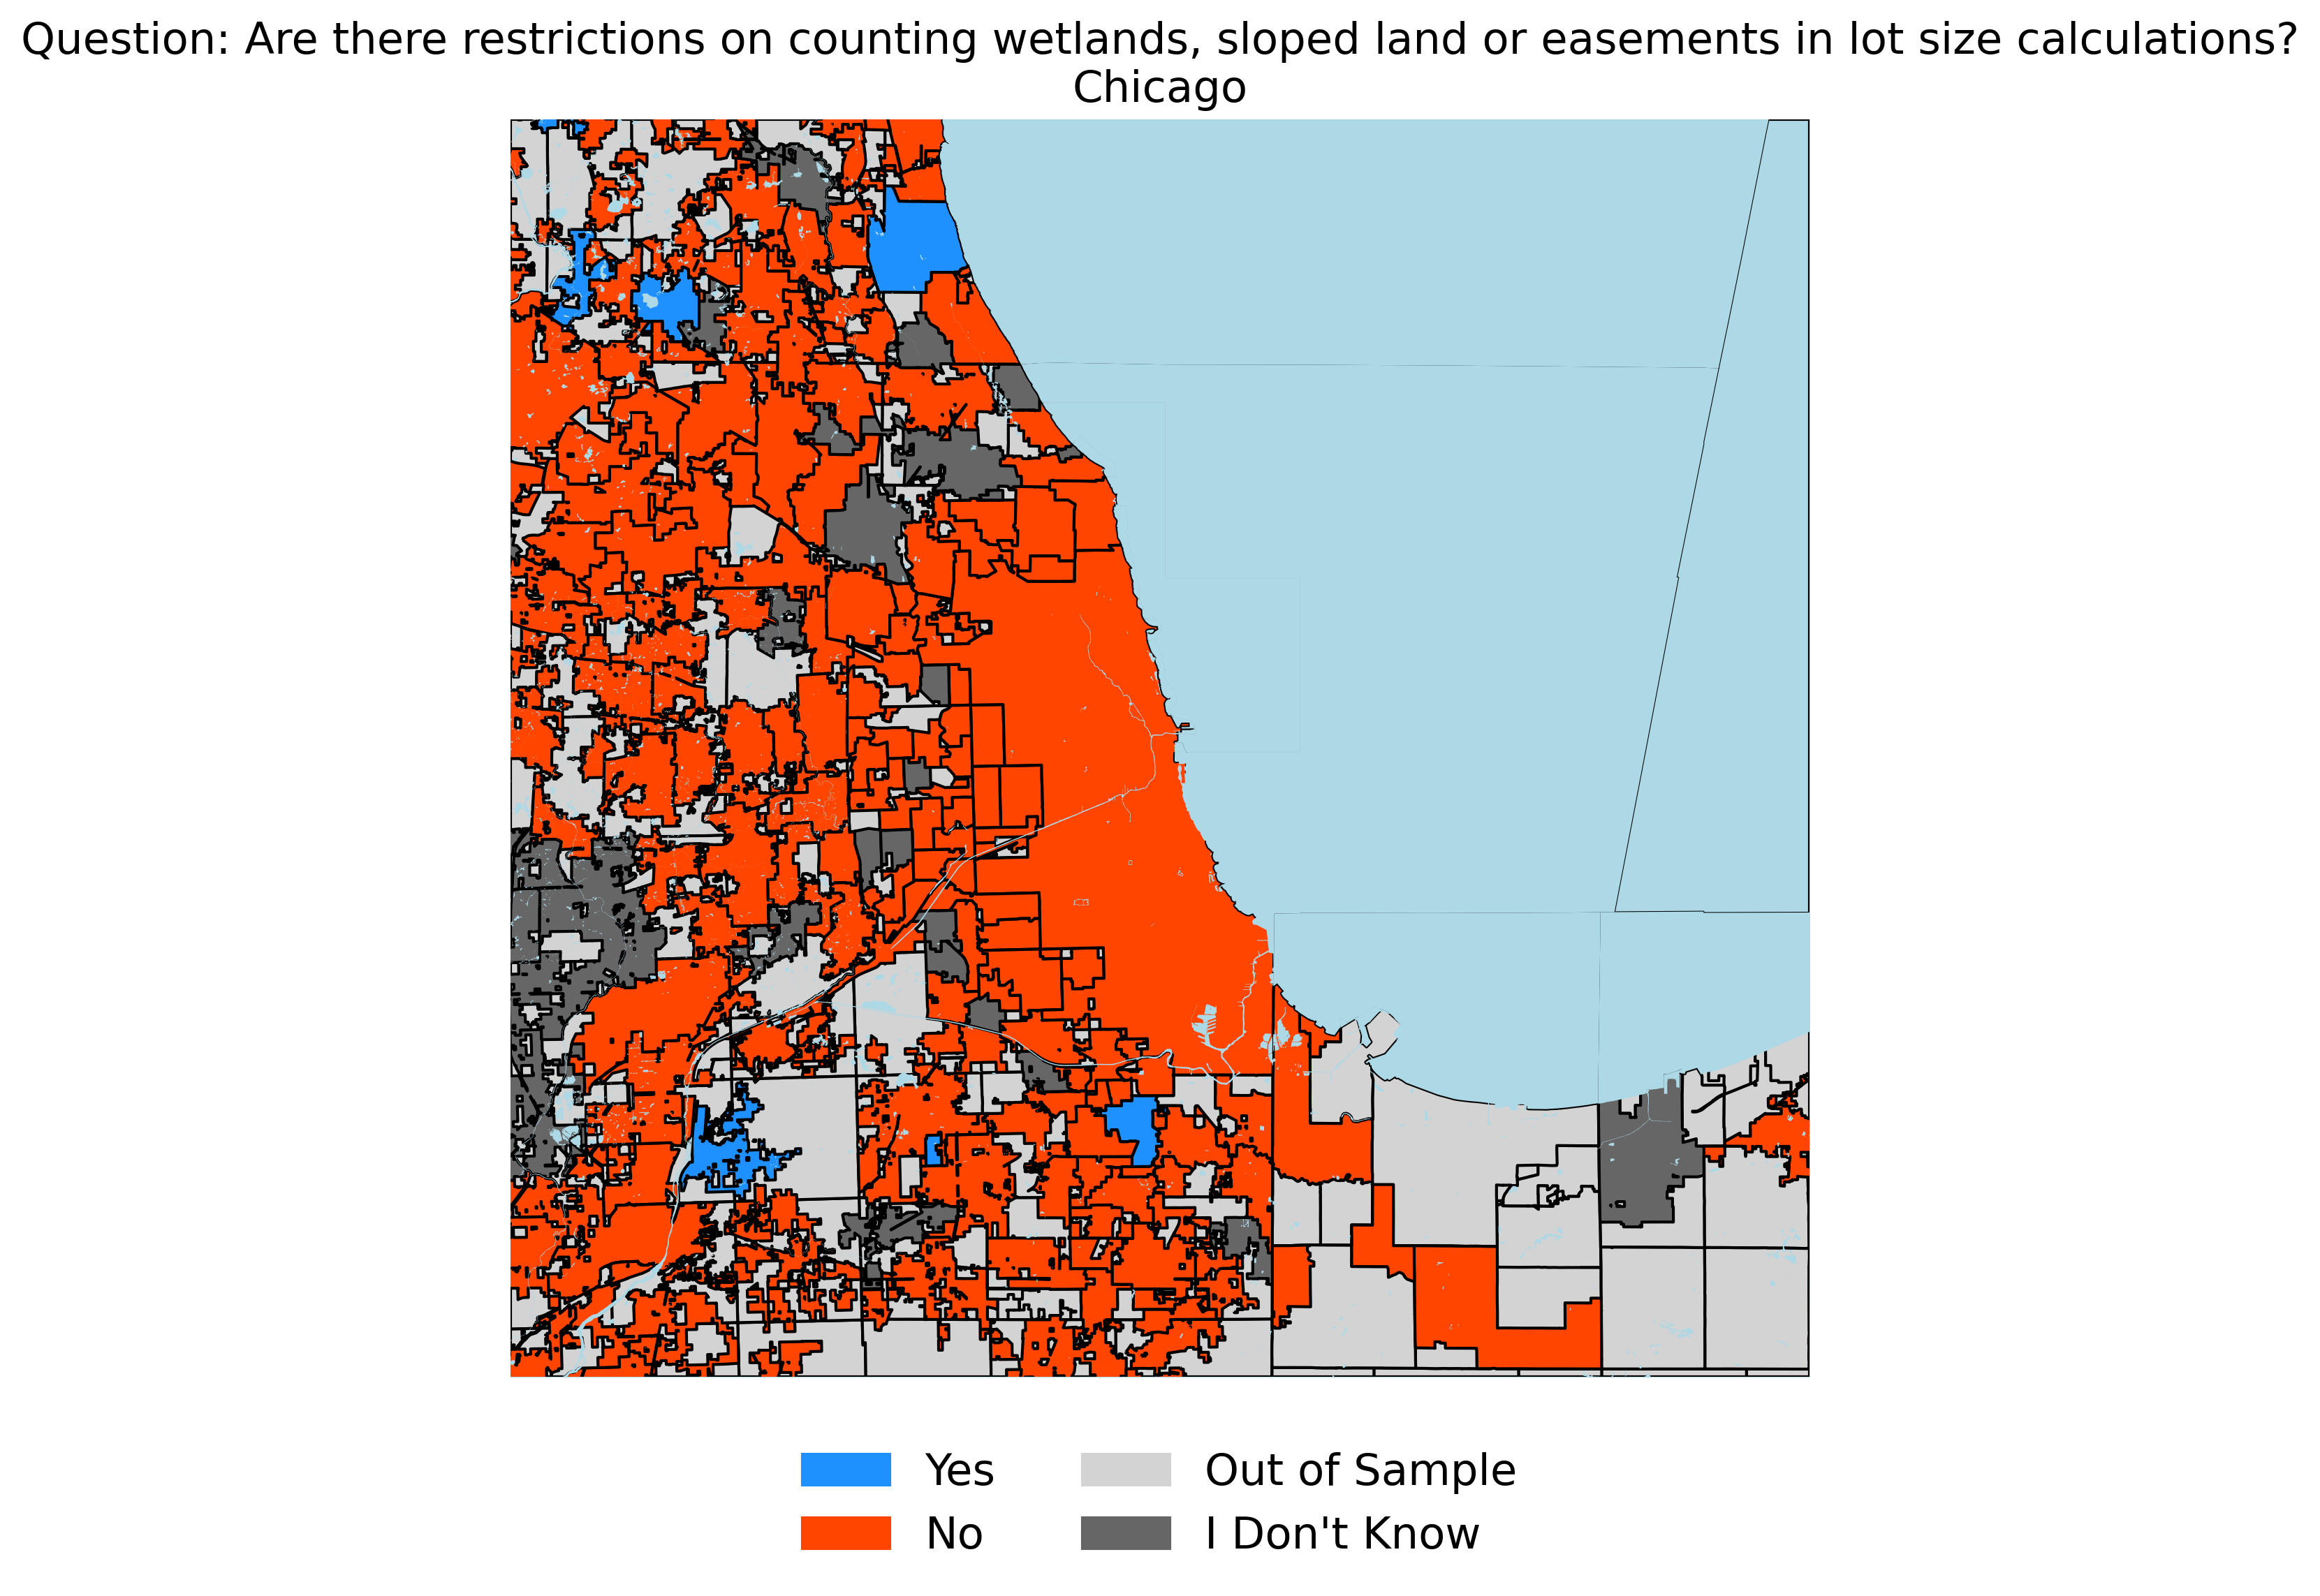 Question: Are there restrictions on counting wetlands, sloped land or easements in lot size calculations?
Chicago
Yes
No
Out of Sample
I Don't Know